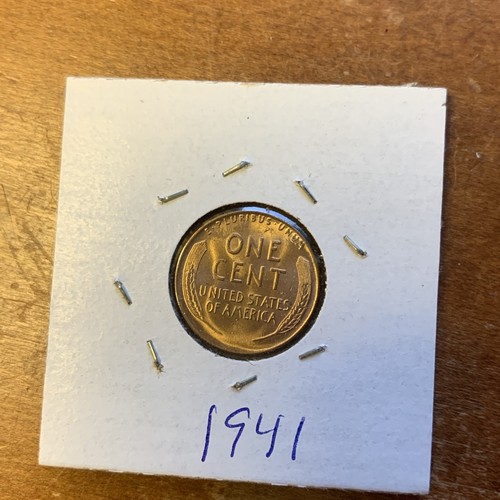 E PLURIBUS UNUM
ONE
CENT
UNITED STATES
OF AMERICA
1941